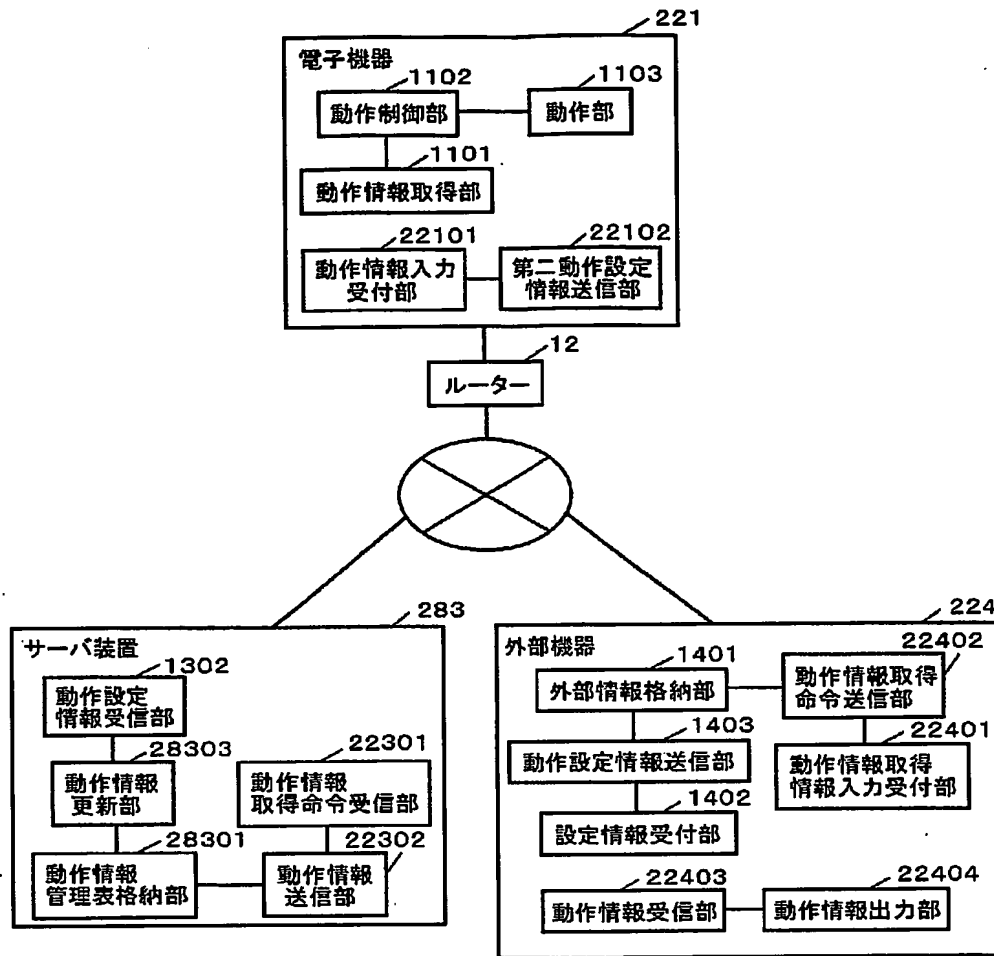 221
電子機器
1102
1103
動作制御部
動作部
1101
動作情報取得部
22101
22102
動作情報入力
受付部
第二動作設定
情報送信部
12
ルーター
283
サーバ装置
1302
動作設定
情報受信部
28303
22301
動作情報
更新部
動作情報
取得命令受信部
28301
22302
動作情報
管理表格納部
動作情報
送信部
224
外部機器
22402
1401
外部情報格納部
動作情報取得
命令送信部
1403
22401
動作設定情報送信部
動作情報取得
情報入力受付部
1402
設定情報受付部
22403
22404
動作情報受信部
動作情報出力部